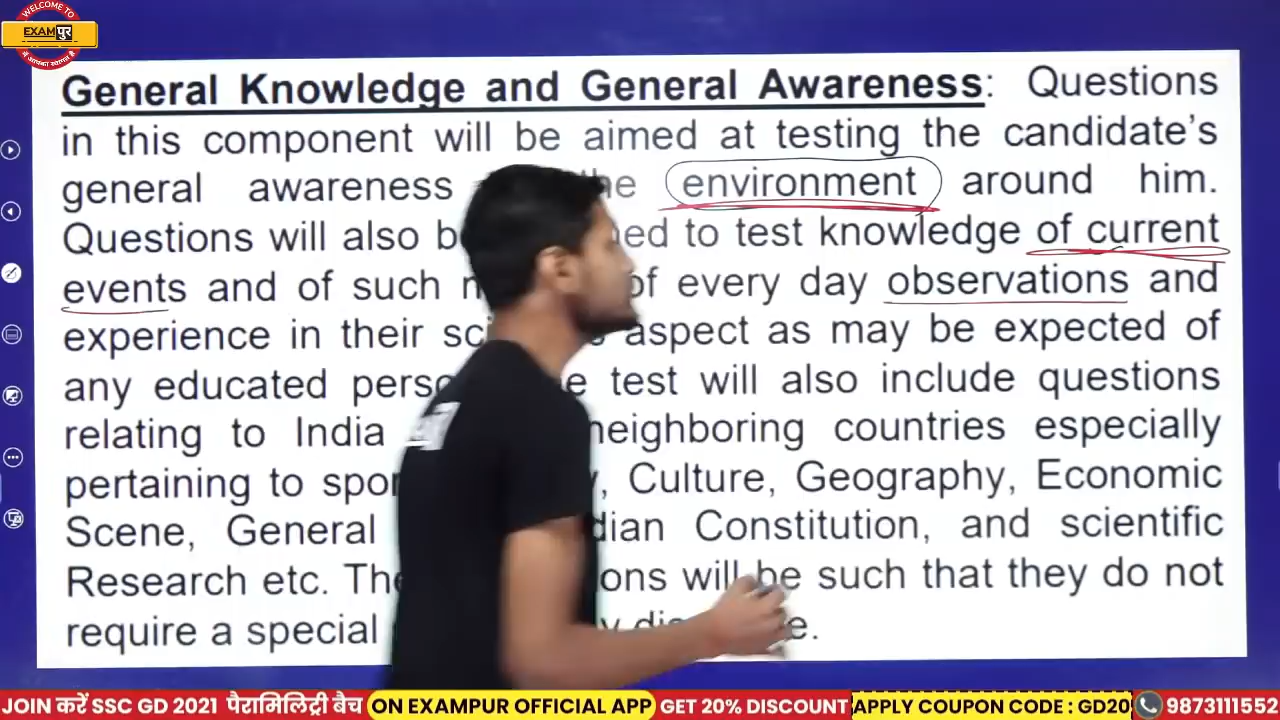 WELCOME TO
EXAMपुर
General Knowledge and General Awareness: Questions
in this component will be aimed at testing the candidate's
general awareness he environment around him.
Questions will also b ed to test knowledge of current
events and of such of every day observations and
experience in their sci aspect as may be expected of
any educated perso e test will also include questions
relating to India neighboring countries especially
pertaining to spor , Culture, Geography, Economic
Scene, General dian Constitution, and scientific
Research etc. The ons will be such that they do not
require a special
JOIN करें SSC GD 2021 पैरामिलिट्री बैच ON EXAMPUR OFFICIAL APP GET 20% DISCOUNT APPLY COUPON CODE : GD20 9873111552